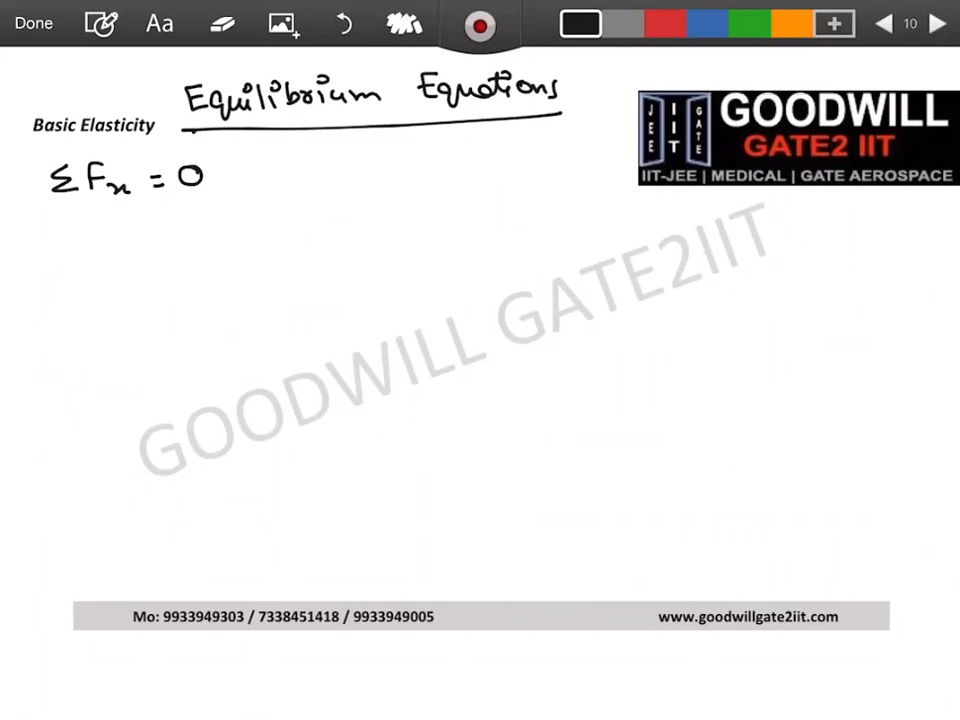 Done Aa 10
Equilibrium Equations
Basic Elasticity
JEE IIT GATE GOODWILL
GATE2 IIT
IIT-JEE | MEDICAL | GATE AEROSPACE
Σ Fx = 0
GOODWILL GATE2IIT
Mo: 9933949303 / 7338451418 / 9933949005 www.goodwillgate2iit.com